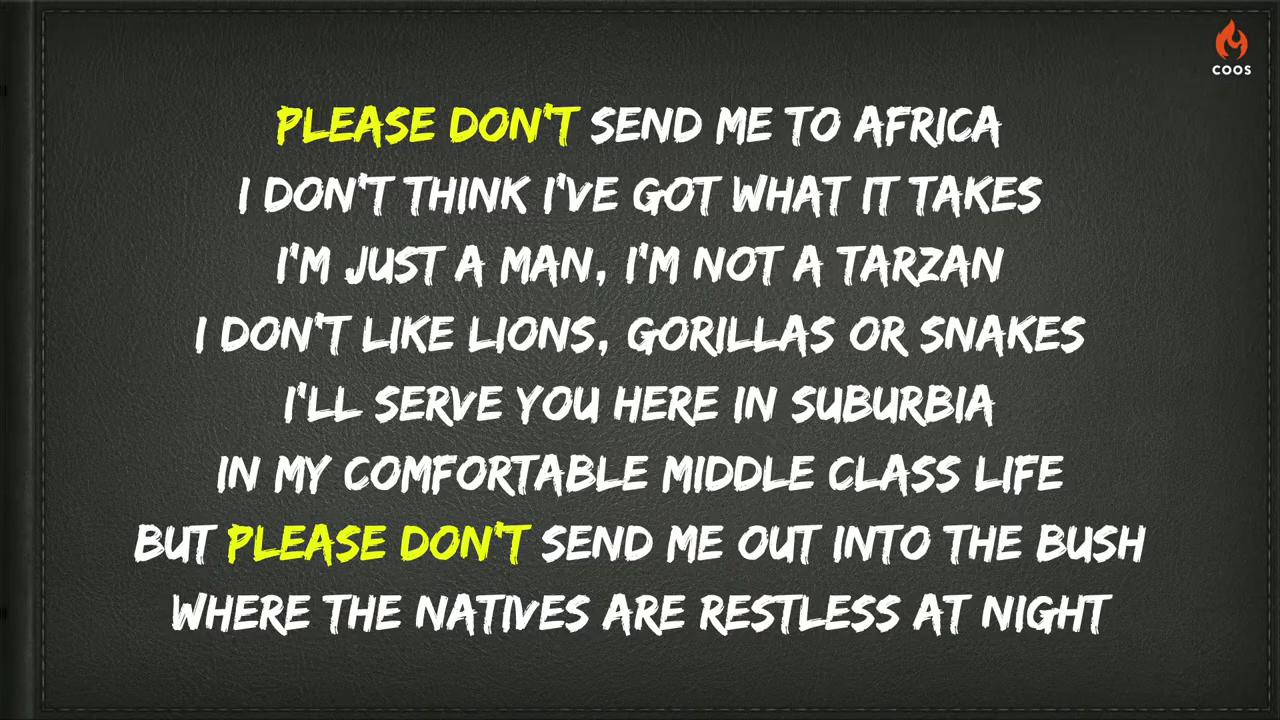 COOS
PLEASE DON'T SEND ME TO AFRICA
I DON'T THINK I'VE GOT WHAT IT TAKES
I'M JUST A MAN, I'M NOT A TARZAN
I DON'T LIKE LIONS, GORILLAS OR SNAKES
I'LL SERVE YOU HERE IN SUBURBIA
IN MY COMFORTABLE MIDDLE CLASS LIFE
BUT PLEASE DON'T SEND ME OUT INTO THE BUSH
WHERE THE NATIVES ARE RESTLESS AT NIGHT